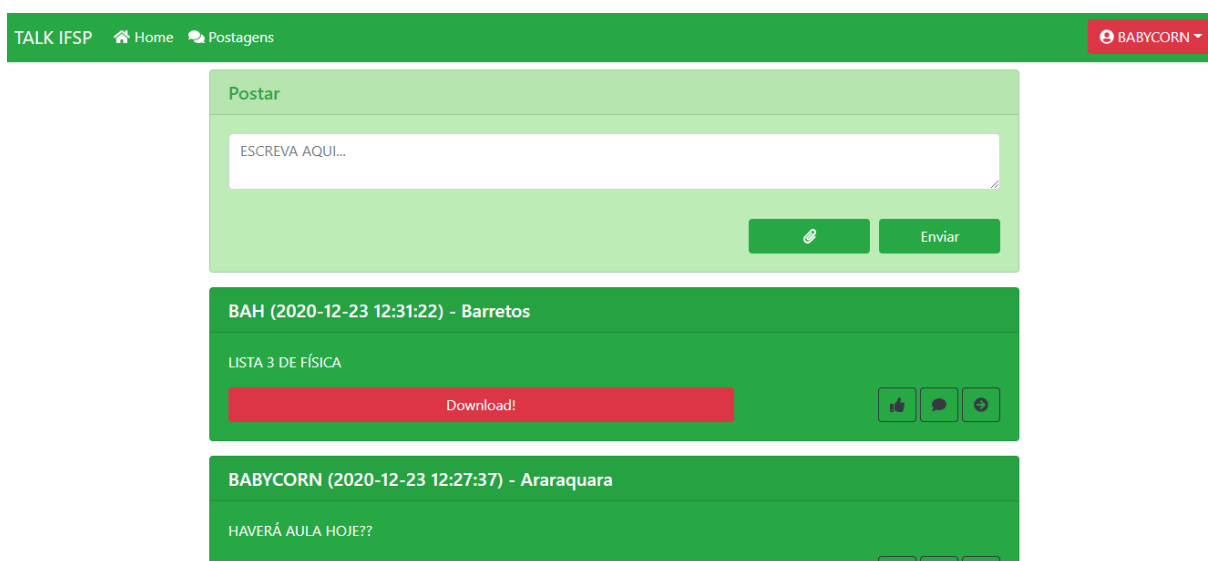 TALK IFSP Home Postagens BABYCORN
Postar
ESCREVA AQUI...
Enviar
BAH (2020-12-23 12:31:22) - Barretos
LISTA 3 DE FÍSICA
Download!
BABYCORN (2020-12-23 12:27:37) - Araraquara
HAVERÁ AULA HOJE??